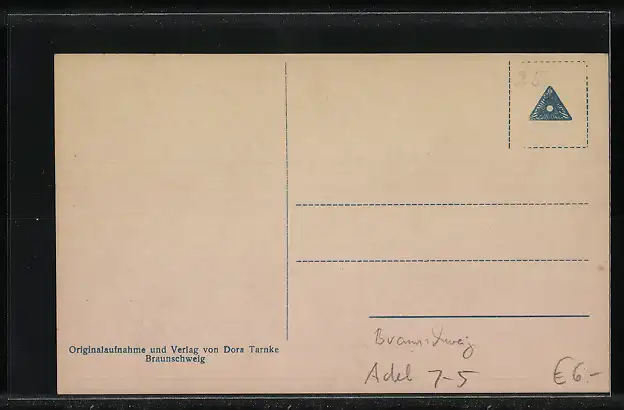 25
Originalaufnahme und Verlag von Dora Tarnke
Braunschweig
Braunschweig
Adel 7-5 € 6.-